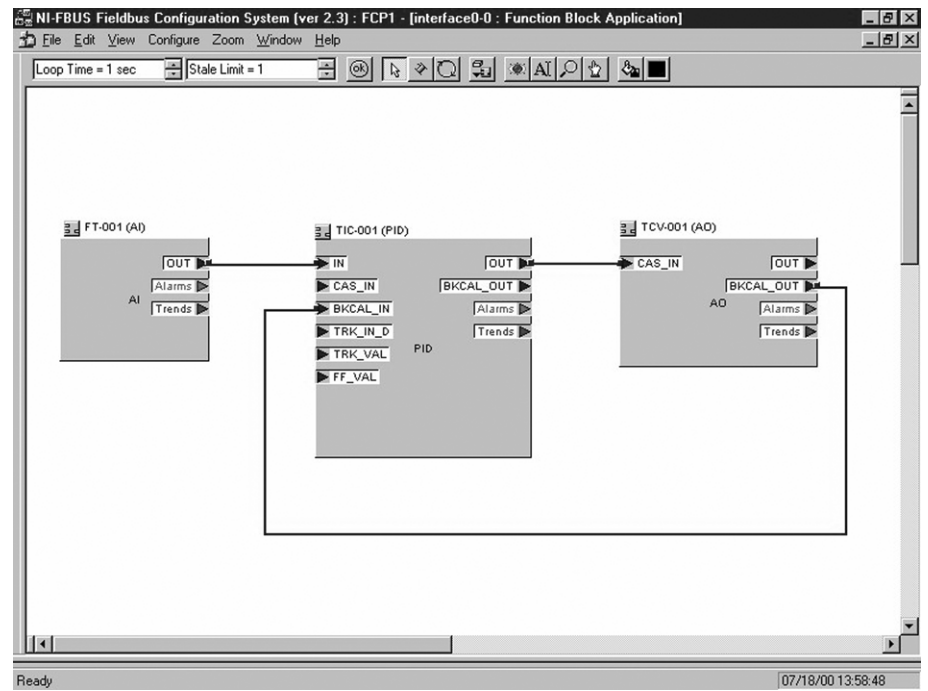 NI-FBUS Fieldbus Configuration System (ver 2.3) : FCP1 - [interface0-0 : Function Block Application]
File Edit View Configure Zoom Window Help
Loop Time = 1 sec Stale Limit = 1 OK AI
FT-001 (AI) TIC-001 (PID) TCV-001 (AO)
OUT IN OUT CAS_IN OUT
Alarms CAS_IN BKCAL_OUT BKCAL_OUT
AI Trends BKCAL_IN Alarms AO Alarms
TRK_IN_D Trends Trends
TRK_VAL PID
FF_VAL
Ready 07/18/00 13:58:48